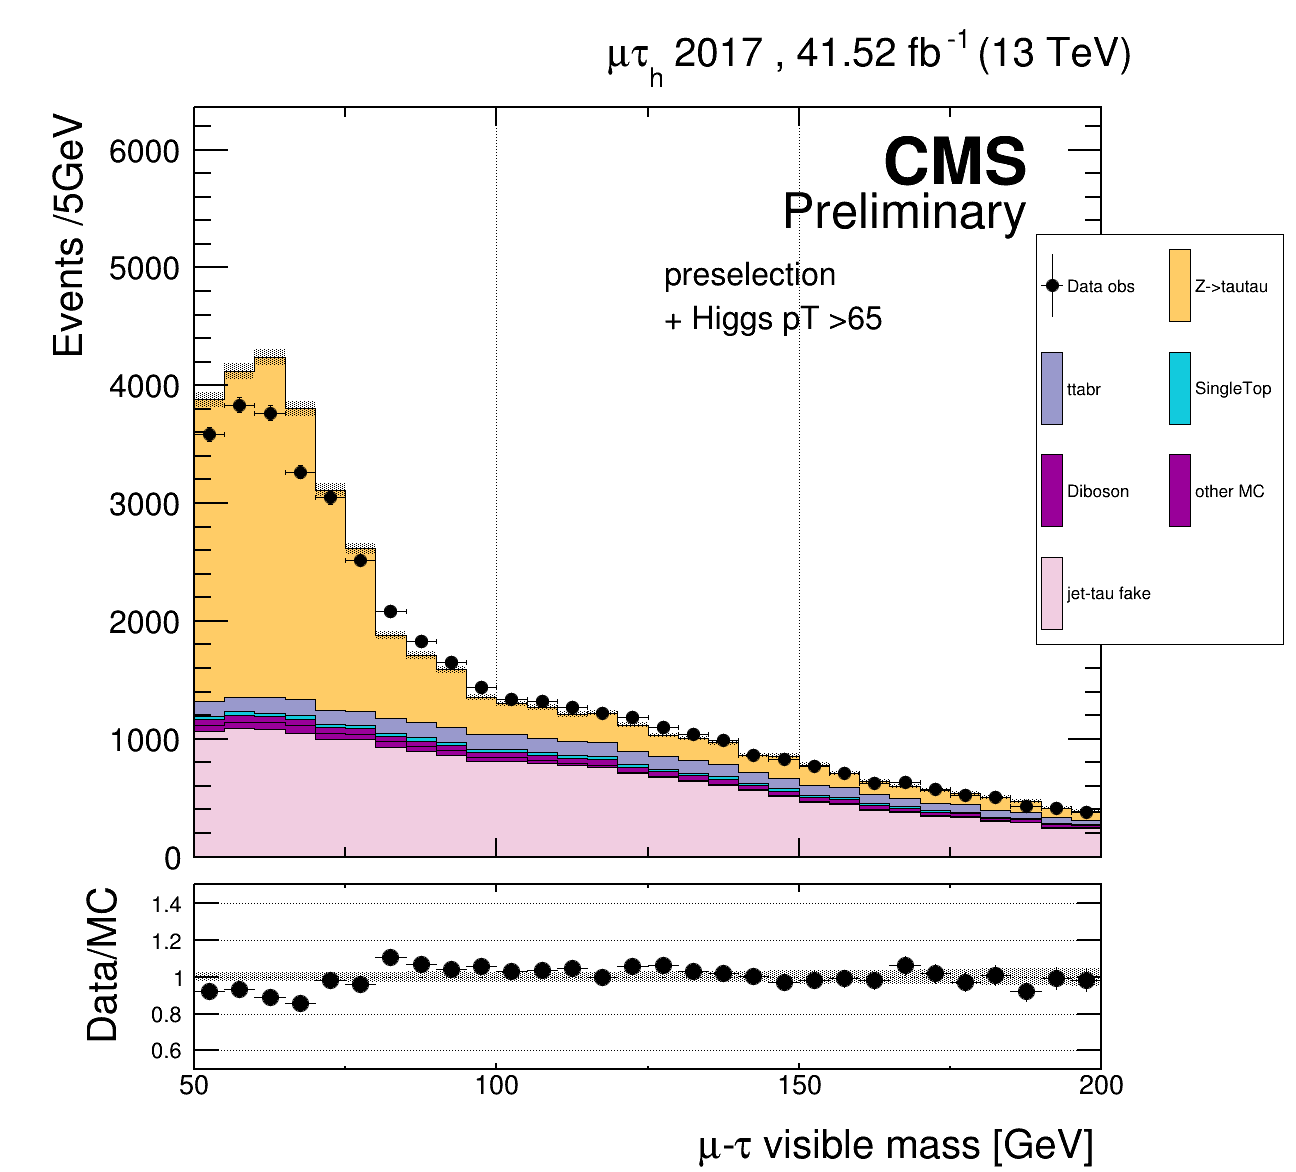 μτh 2017 , 41.52 fb-1 (13 TeV)
Events /5GeV
6000
5000
4000
3000
2000
1000
0
CMS
Preliminary
preselection
+ Higgs pT >65
Data obs
Z->tautau
ttabr
SingleTop
Diboson
other MC
jet-tau fake
Data/MC
1.4
1.2
1
0.8
0.6
50
100
150
200
μ-τ visible mass [GeV]